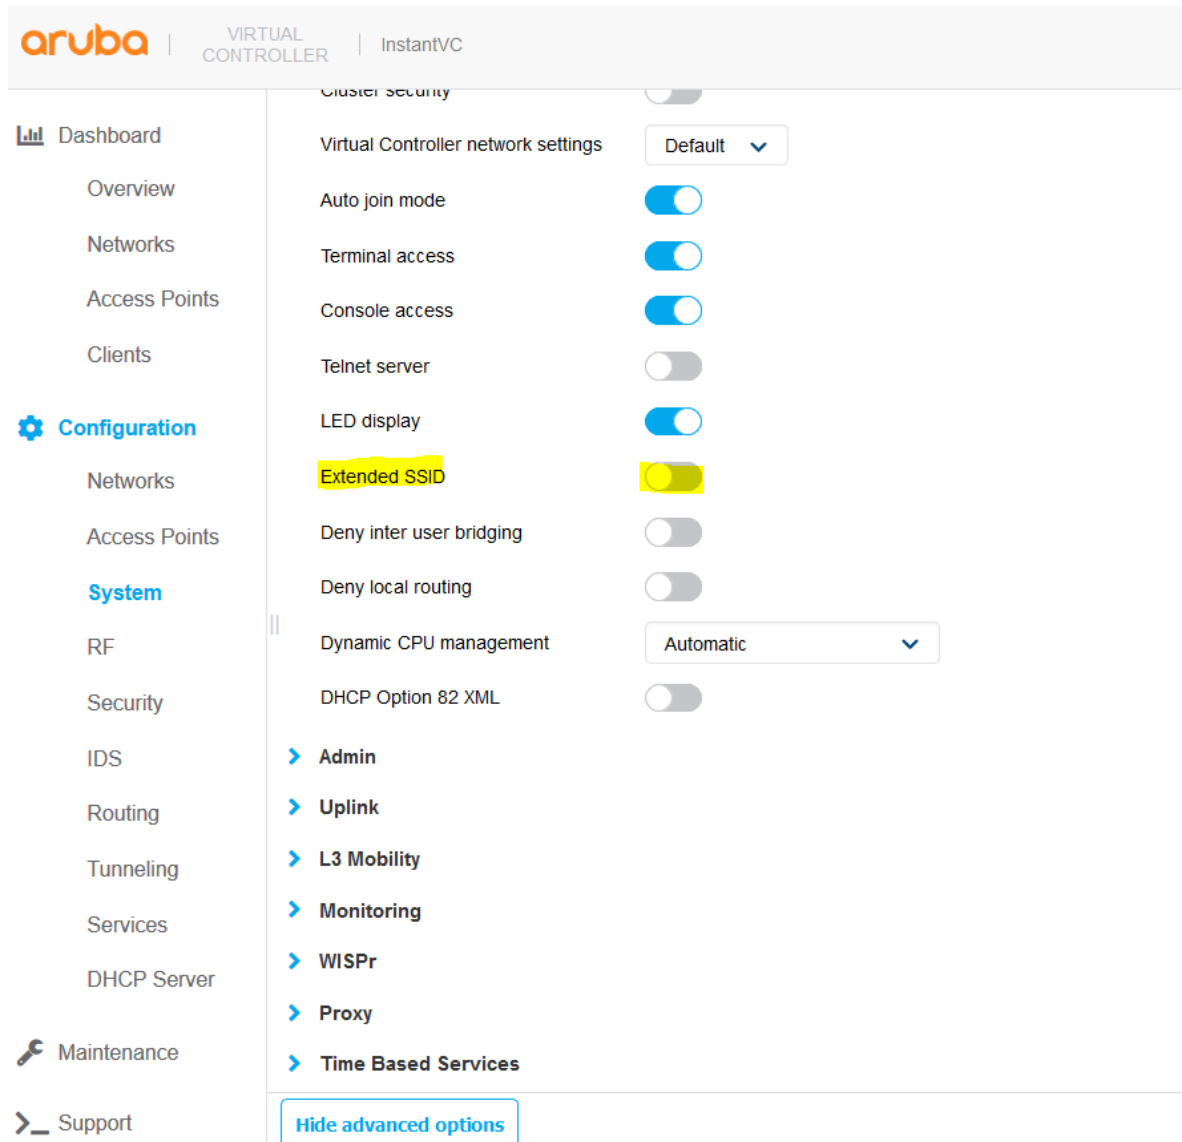 aruba
VIRTUAL
CONTROLLER
InstantVC
Dashboard
Overview
Networks
Access Points
Clients
Configuration
Networks
Access Points
System
RF
Security
IDS
Routing
Tunneling
Services
DHCP Server
Maintenance
Support
Cluster security
Virtual Controller network settings
Default
Auto join mode
Terminal access
Console access
Telnet server
LED display
Extended SSID
Deny inter user bridging
Deny local routing
Dynamic CPU management
Automatic
DHCP Option 82 XML
Admin
Uplink
L3 Mobility
Monitoring
WISPr
Proxy
Time Based Services
Hide advanced options